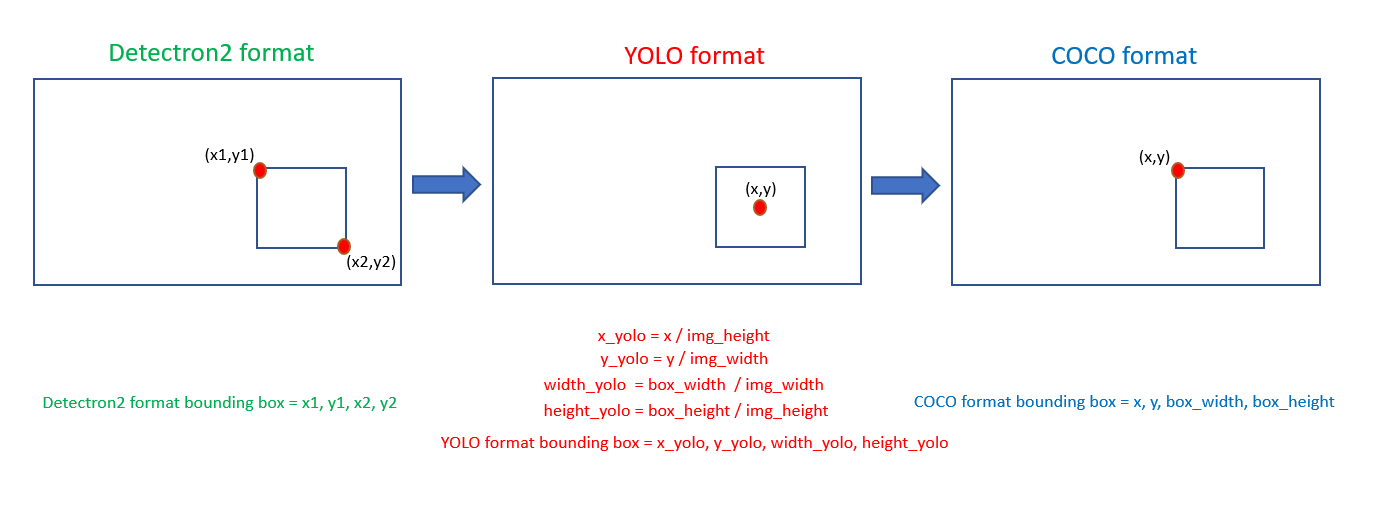 Detectron2 format
(x1,y1)
(x2,y2)
Detectron2 format bounding box = x1, y1, x2, y2
YOLO format
(x,y)
x_yolo = x / img_height
y_yolo = y / img_width
width_yolo  = box_width  / img_width
height_yolo = box_height / img_height
YOLO format bounding box = x_yolo, y_yolo, width_yolo, height_yolo
COCO format
(x,y)
COCO format bounding box = x, y, box_width, box_height